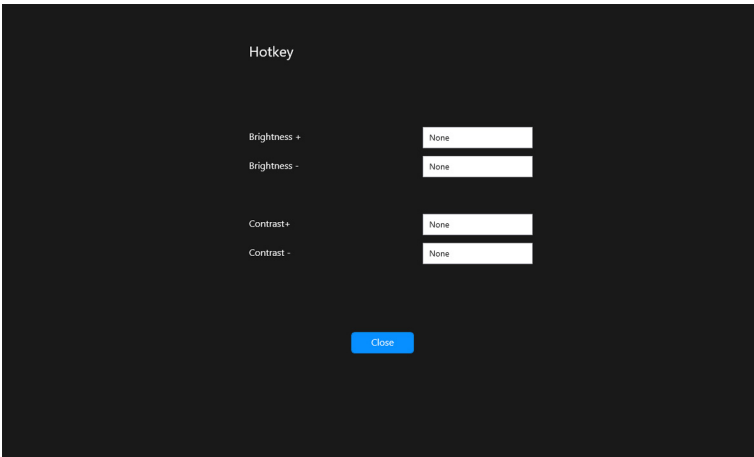 Hotkey
Brightness + None
Brightness - None
Contrast+ None
Contrast - None
Close